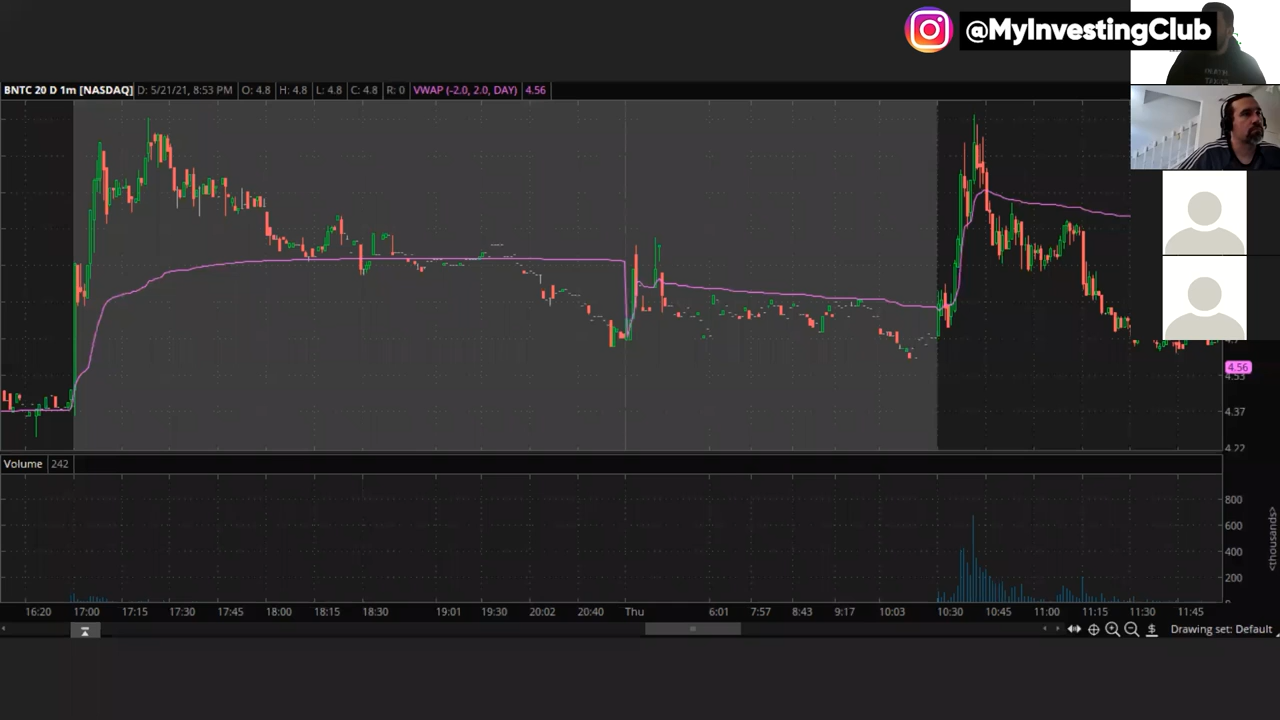 @MyInvestingClub
BNTC 20 D 1m [NASDAQ] D: 5/21/21, 8:53 PM O: 4.8 H: 4.8 L: 4.8 C: 4.8 R: 0 VWAP (-2.0, 2.0, DAY) 4.56
4.56
4.53
4.37
4.22
Volume 242
800
600
400
200
<thousands>
16:20 17:00 17:15 17:30 17:45 18:00 18:15 18:30 19:01 19:30 20:02 20:40 Thu 6:01 7:57 8:43 9:17 10:03 10:30 10:45 11:00 11:15 11:30 11:45
Drawing set: Default